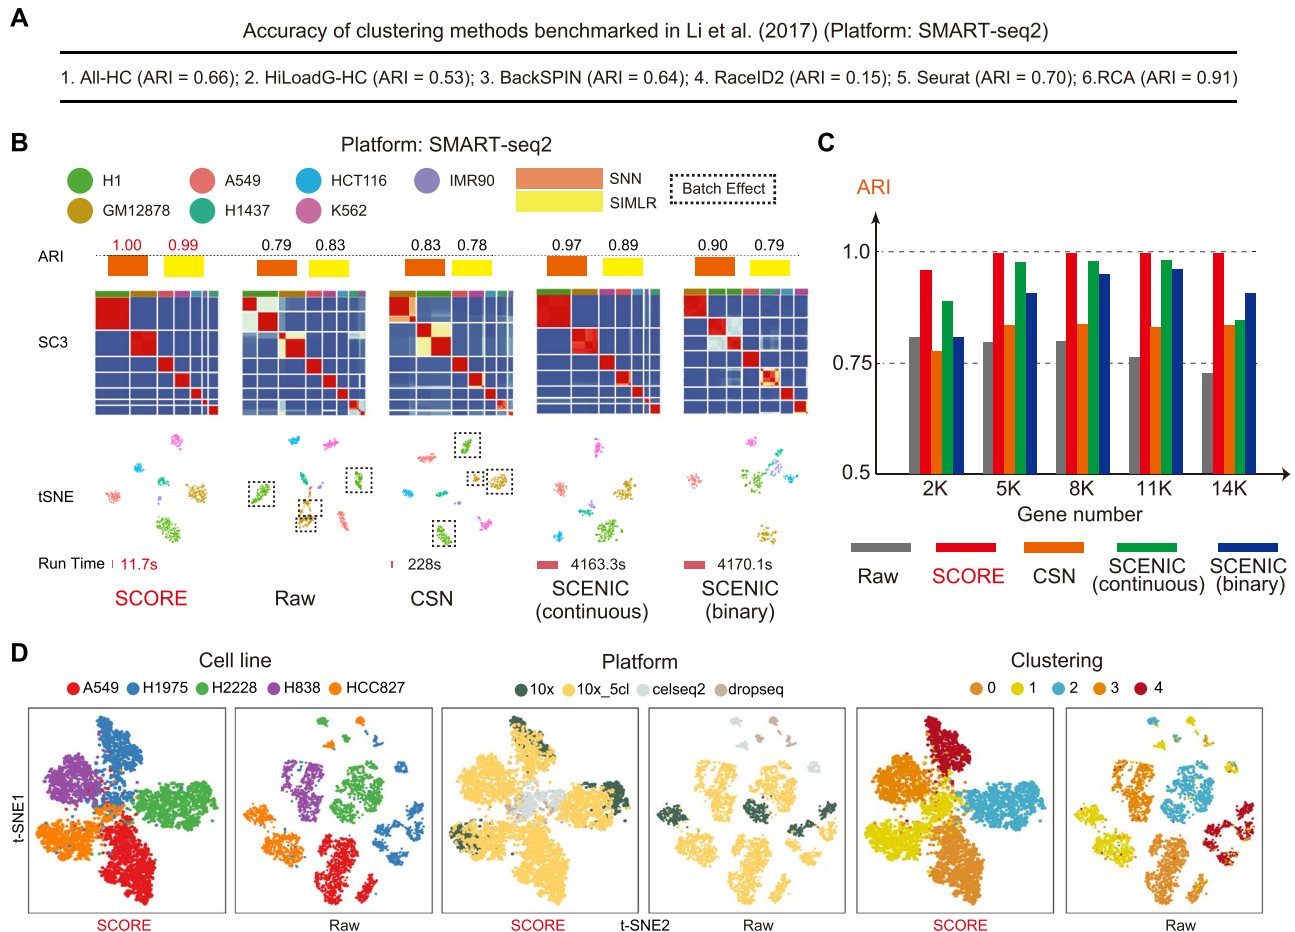 A
Accuracy of clustering methods benchmarked in Li et al. (2017) (Platform: SMART-seq2)
1. All-HC (ARI = 0.66); 2. HiLoadG-HC (ARI = 0.53); 3. BackSPIN (ARI = 0.64); 4. RaceID2 (ARI = 0.15); 5. Seurat (ARI = 0.70); 6.RCA (ARI = 0.91)
B
Platform: SMART-seq2
H1 A549 HCT116 IMR90 SNN
GM12878 H1437 K562 SIMLR
Batch Effect
ARI 1.00 0.99 0.79 0.83 0.83 0.78 0.97 0.89 0.90 0.79
SC3
tSNE
Run Time 11.7s 228s 4163.3s 4170.1s
SCORE Raw CSN SCENIC (continuous) SCENIC (binary)
C
ARI
1.0
0.75
0.5
2K 5K 8K 11K 14K
Gene number
Raw SCORE CSN SCENIC (continuous) SCENIC (binary)
D
Cell line Platform Clustering
A549 H1975 H2228 H838 HCC827 10x 10x_5cl celseq2 dropseq 0 1 2 3 4
t-SNE1
SCORE Raw SCORE t-SNE2 Raw SCORE Raw